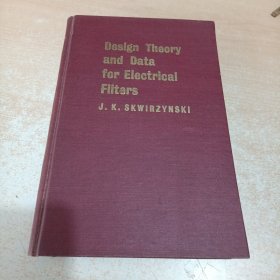 Design Theory
and Data
for Electrical
Filters
J. K. SKWIRZYNSKI